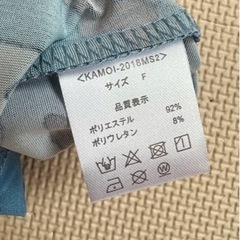 <KAMOI-2018MS2>
サイズ F
品質表示
ポリエステル 92%
ポリウレタン 8%